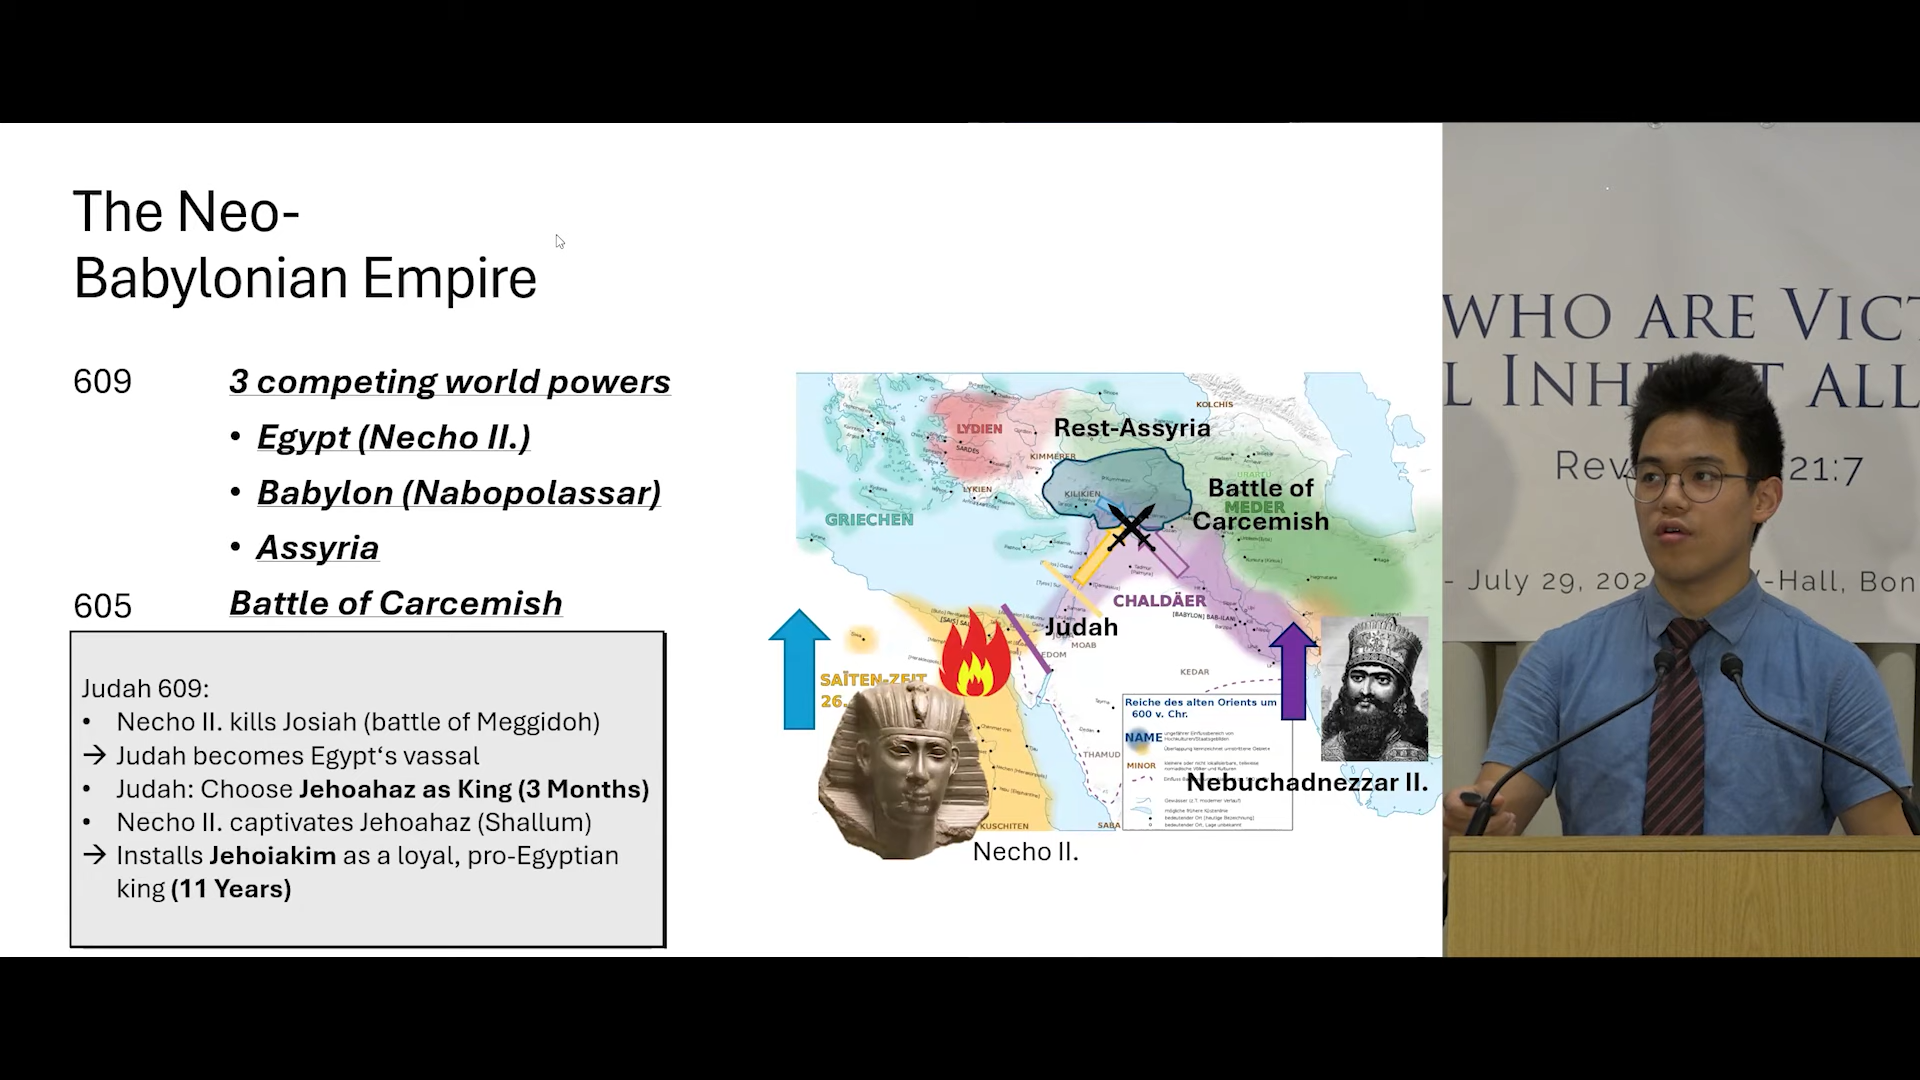 The Neo-
Babylonian Empire
609
3 competing world powers
• Egypt (Necho II.)
• Babylon (Nabopolassar)
• Assyria
605
Battle of Carcemish
Judah 609:
• Necho II. kills Josiah (battle of Meggidoh)
→ Judah becomes Egypt‘s vassal
• Judah: Choose Jehoahaz as King (3 Months)
• Necho II. captivates Jehoahaz (Shallum)
→ Installs Jehoiakim as a loyal, pro-Egyptian
king (11 Years)
KOLCHIS
LYDIEN
Rest-Assyria
SARDES
KIMMERER
URARTU
LYKIEN
KILIKIEN
Battle of
MEDER
Carcemish
GRIECHEN
CHALDÄER
[BABYLON] BAB-ILANI
Judah
MOAB
EDOM
KEDAR
SAÏTEN-ZEIT
26.
Reiche des alten Orients um
600 v. Chr.
NAME
THAMUD
MINOR
Nebuchadnezzar II.
KUSCHITEN
SABA
Necho II.
WHO ARE VICT
L INH T ALL
Rev 21:7
- July 29, 202 -Hall, Bon